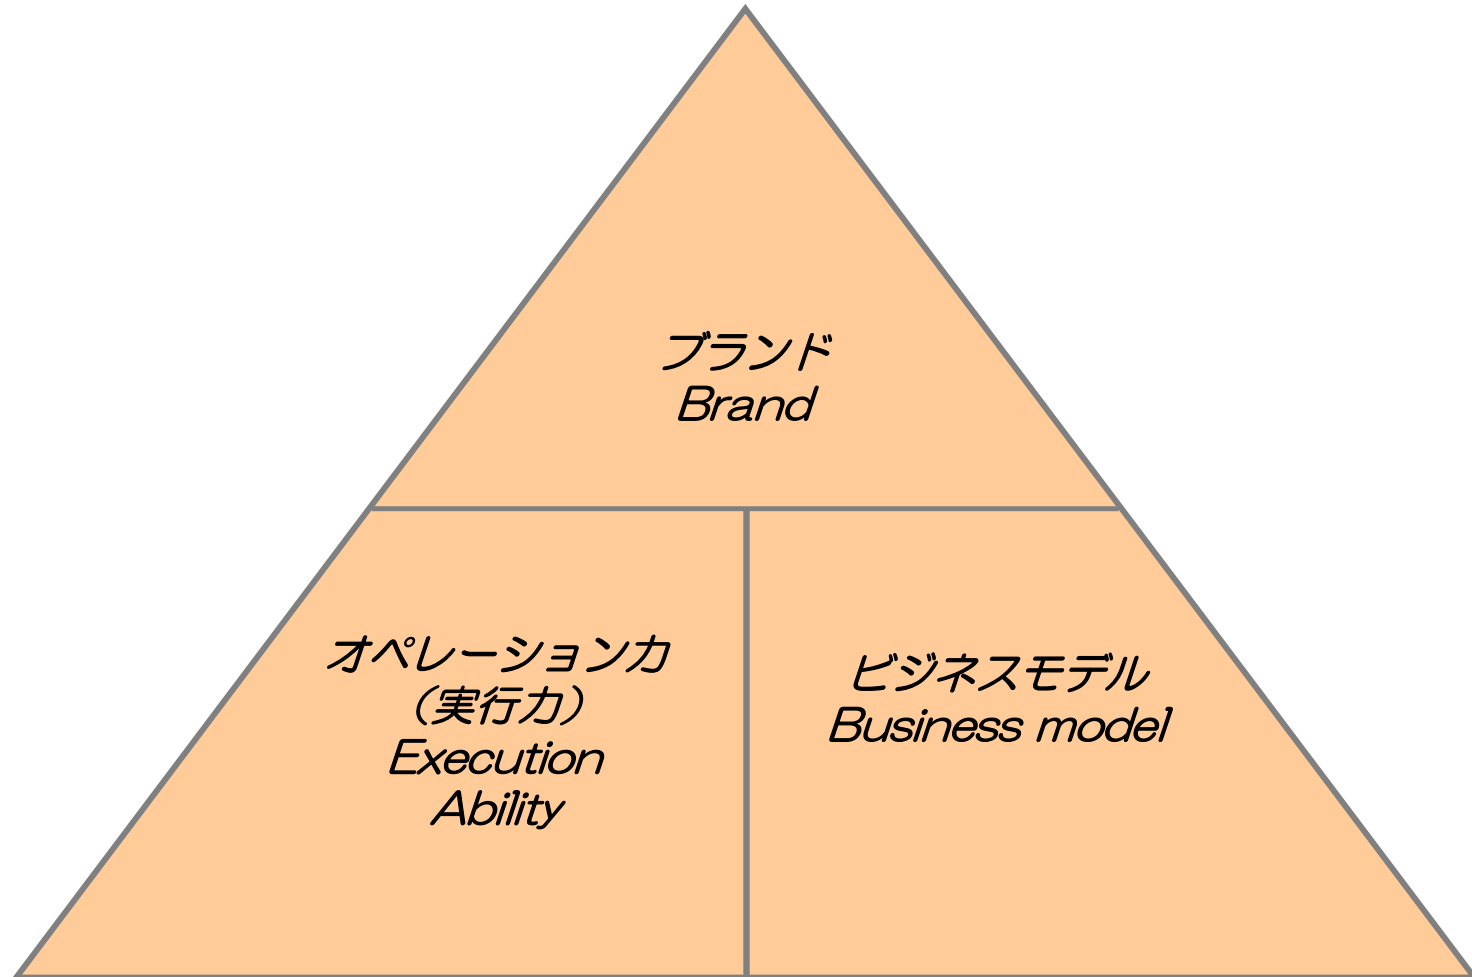 ブランド
Brand
オペレーション力
（実行力）
Execution
Ability
ビジネスモデル
Business model